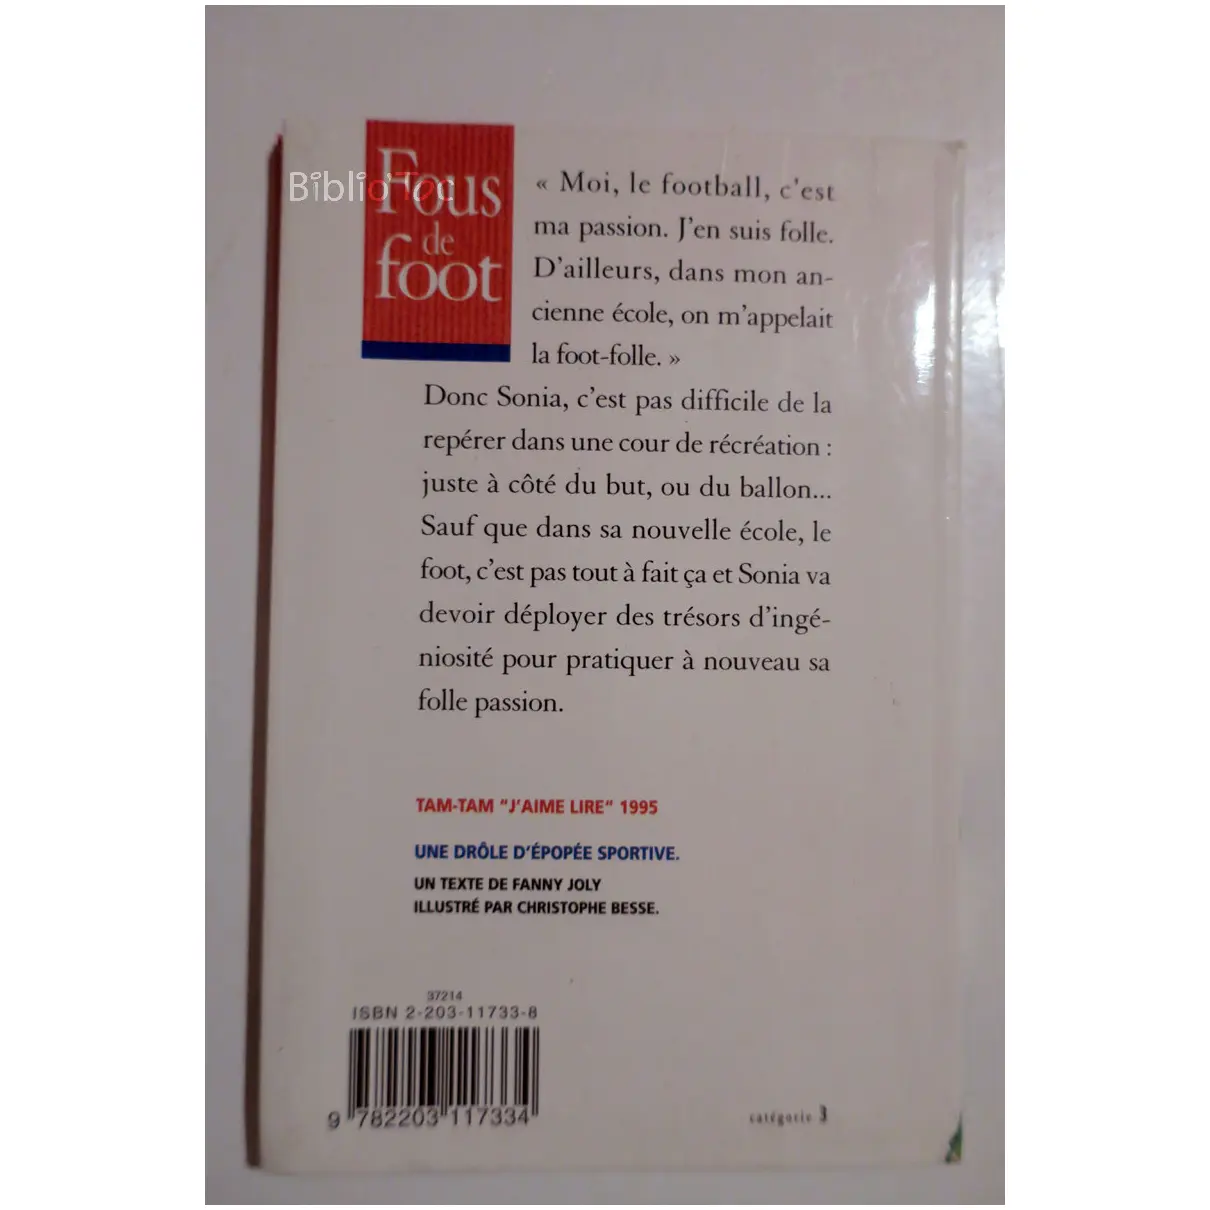 BiblioToc
Fous
de
foot
« Moi, le football, c'est
ma passion. J'en suis folle.
D'ailleurs, dans mon an-
cienne école, on m'appelait
la foot-folle. »
Donc Sonia, c'est pas difficile de la
repérer dans une cour de récréation :
juste à côté du but, ou du ballon...
Sauf que dans sa nouvelle école, le
foot, c'est pas tout à fait ça et Sonia va
devoir déployer des trésors d'ingé-
niosité pour pratiquer à nouveau sa
folle passion.
TAM-TAM "J'AIME LIRE" 1995
UNE DRÔLE D'ÉPOPÉE SPORTIVE.
UN TEXTE DE FANNY JOLY
ILLUSTRÉ PAR CHRISTOPHE BESSE.
37214
ISBN 2-203-11733-8
9 782203 117334
catégorie 3